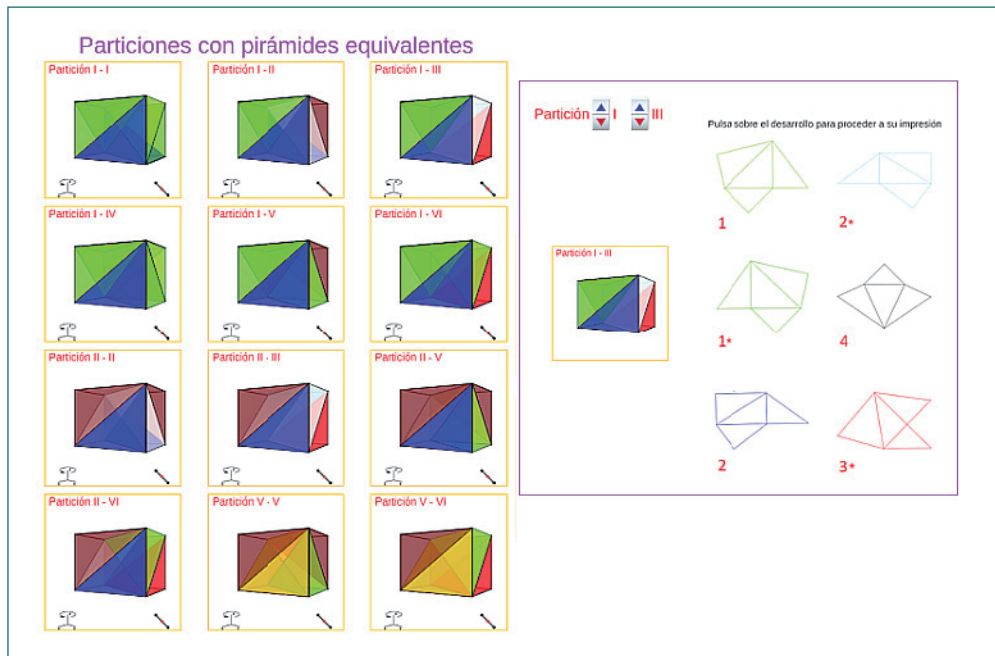 Particiones con pirámides equivalentes
Partición I - I
Partición I - II
Partición I - III
Partición I - IV
Partición I - V
Partición I - VI
Partición II - II
Partición II - III
Partición II - V
Partición II - VI
Partición V - V
Partición V - VI
Partición I III
Pulsa sobre el desarrollo para proceder a su impresión
1
2*
Partición I - III
1*
4
2
3*